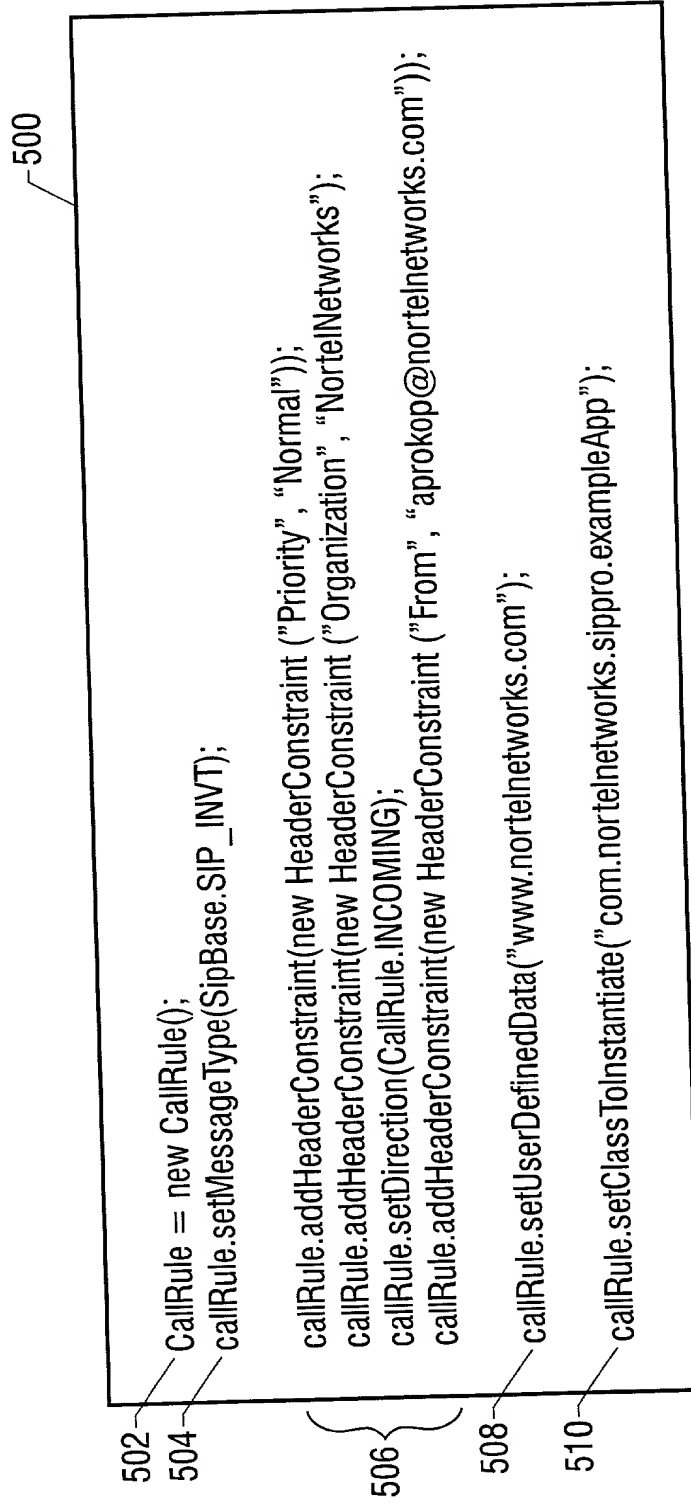 500
502 CallRule = new CallRule();
504 callRule.setMessageType(SipBase.SIP_INVT);
506
callRule.addHeaderConstraint(new HeaderConstraint ("Priority" , "Normal"));
callRule.addHeaderConstraint(new HeaderConstraint ("Organization" , "NortelNetworks");
callRule.setDirection(CallRule.INCOMING);
callRule.addHeaderConstraint(new HeaderConstraint ("From" , "aprokop@nortelnetworks.com"));
508 callRule.setUserDefinedData("www.nortelnetworks.com");
510 callRule.setClassToInstantiate("com.nortelnetworks.sippro.exampleApp");